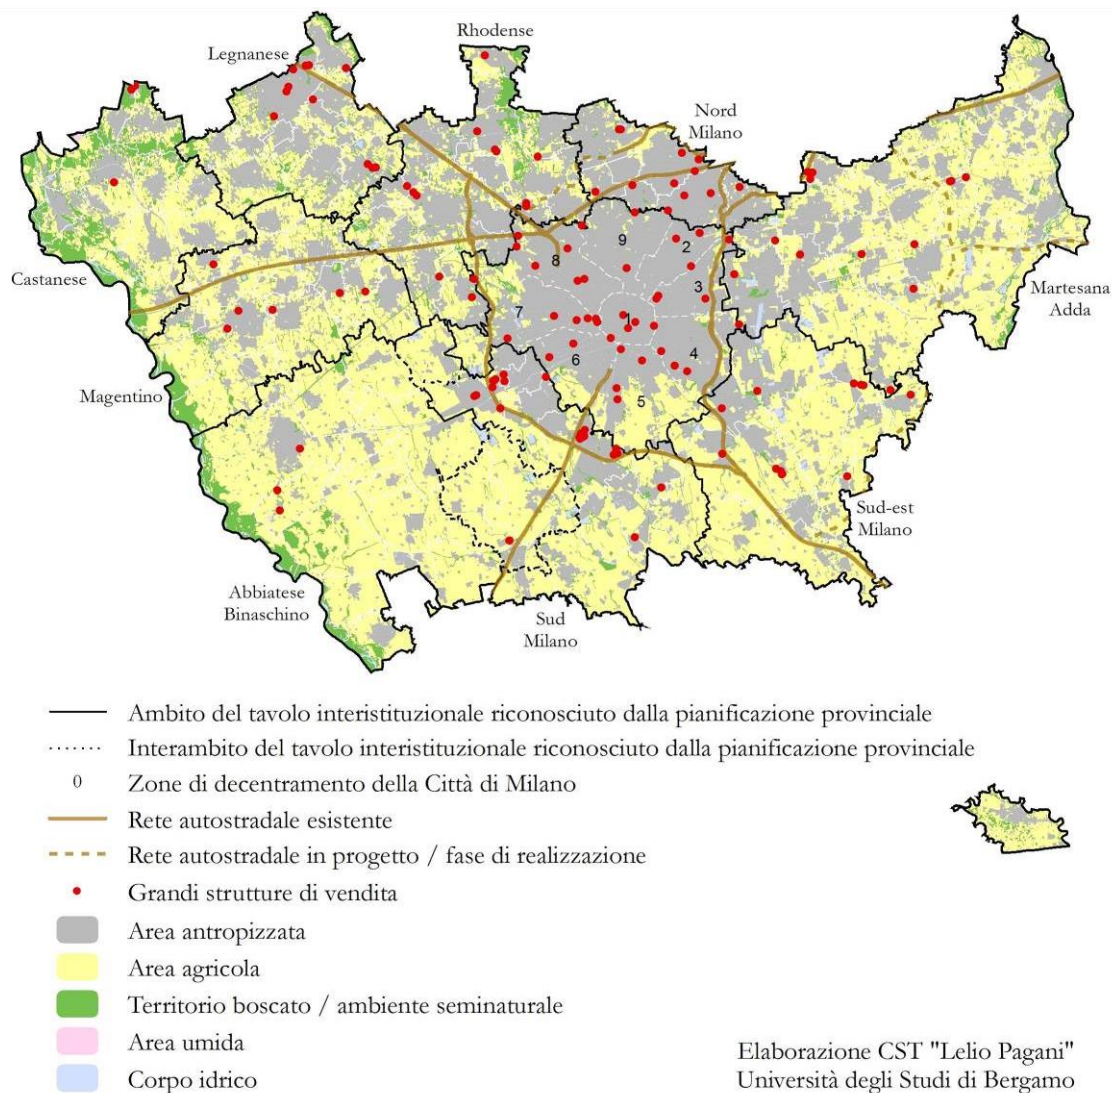 Rhodense
Legnanese
Nord
Milano
9
2
8
3
Castanese
Martesana
Adda
7
1
6
4
Magentino
5
Sud-est
Milano
Abbiatese
Binaschino
Sud
Milano
Ambito del tavolo interistituzionale riconosciuto dalla pianificazione provinciale
Interambito del tavolo interistituzionale riconosciuto dalla pianificazione provinciale
0 Zone di decentramento della Città di Milano
Rete autostradale esistente
Rete autostradale in progetto / fase di realizzazione
Grandi strutture di vendita
Area antropizzata
Area agricola
Territorio boscato / ambiente seminaturale
Area umida
Corpo idrico
Elaborazione CST "Lelio Pagani"
Università degli Studi di Bergamo